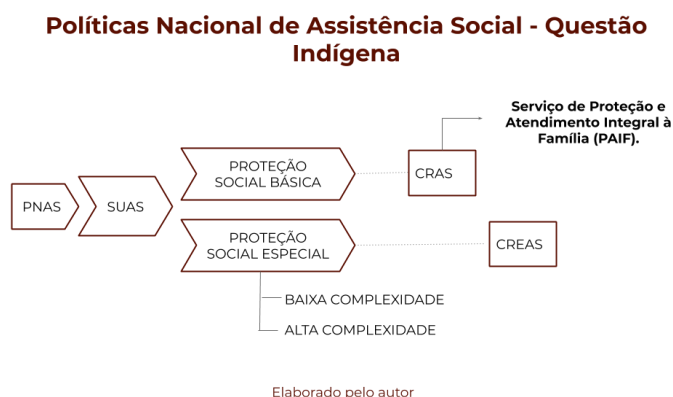 Políticas Nacional de Assistência Social - Questão
Indígena
Serviço de Proteção e
Atendimento Integral à
Família (PAIF).
PROTEÇÃO
SOCIAL BÁSICA
CRAS
PNAS
SUAS
PROTEÇÃO
SOCIAL ESPECIAL
CREAS
BAIXA COMPLEXIDADE
ALTA COMPLEXIDADE
Elaborado pelo autor